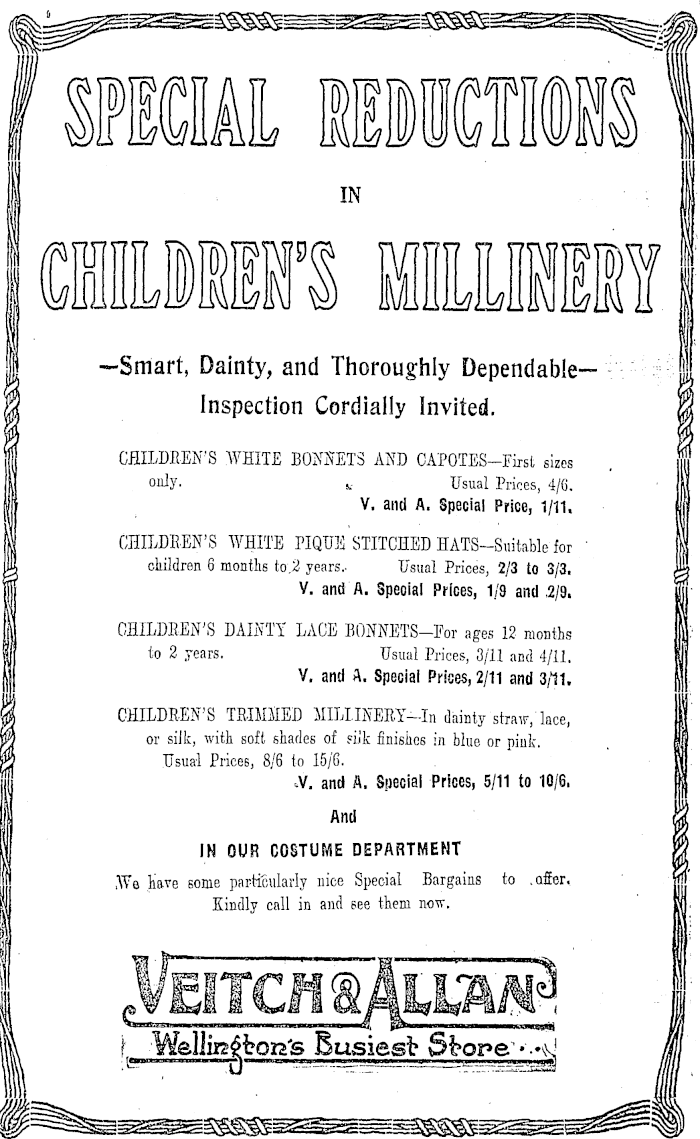 SPECIAL REDUCTIONS
IN
CHILDREN'S MILLINERY
—Smart, Dainty, and Thoroughly Dependable—
Inspection Cordially Invited.
CHILDREN'S WHITE BONNETS AND CAPOTES—First sizes
only. Usual Prices, 4/6.
V. and A. Special Price, 1/11.
CHILDREN'S WHITE PIQUE STITCHED HATS—Suitable for
children 6 months to 2 years. Usual Prices, 2/3 to 3/3.
V. and A. Special Prices, 1/9 and 2/9.
CHILDREN'S DAINTY LACE BONNETS—For ages 12 months
to 2 years. Usual Prices, 3/11 and 4/11.
V. and A. Special Prices, 2/11 and 3/11.
CHILDREN'S TRIMMED MILLINERY—In dainty straw, lace,
or silk, with soft shades of silk finishes in blue or pink.
Usual Prices, 8/6 to 15/6.
V. and A. Special Prices, 5/11 to 10/6.
And
IN OUR COSTUME DEPARTMENT
We have some particularly nice Special Bargains to offer.
Kindly call in and see them now.
VEITCH & ALLAN
Wellington's Busiest Store...